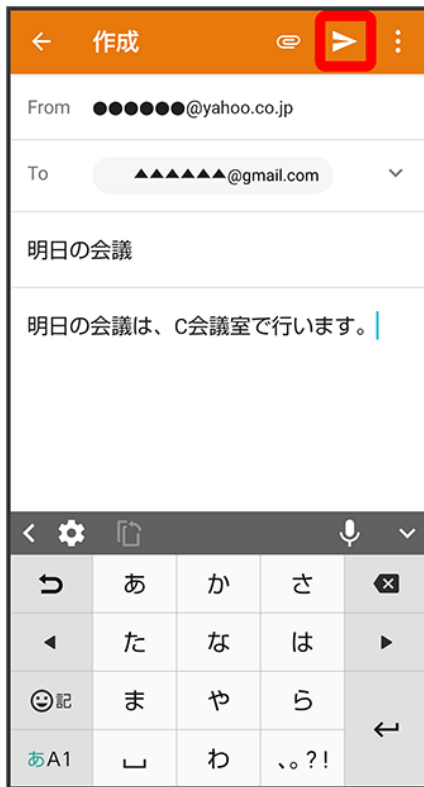 作成
From ●●●●●●@yahoo.co.jp
To ▲▲▲▲▲▲@gmail.com
明日の会議
明日の会議は、C会議室で行います。
あ か さ
た な は
記 ま や ら
あA1 わ 、。?!